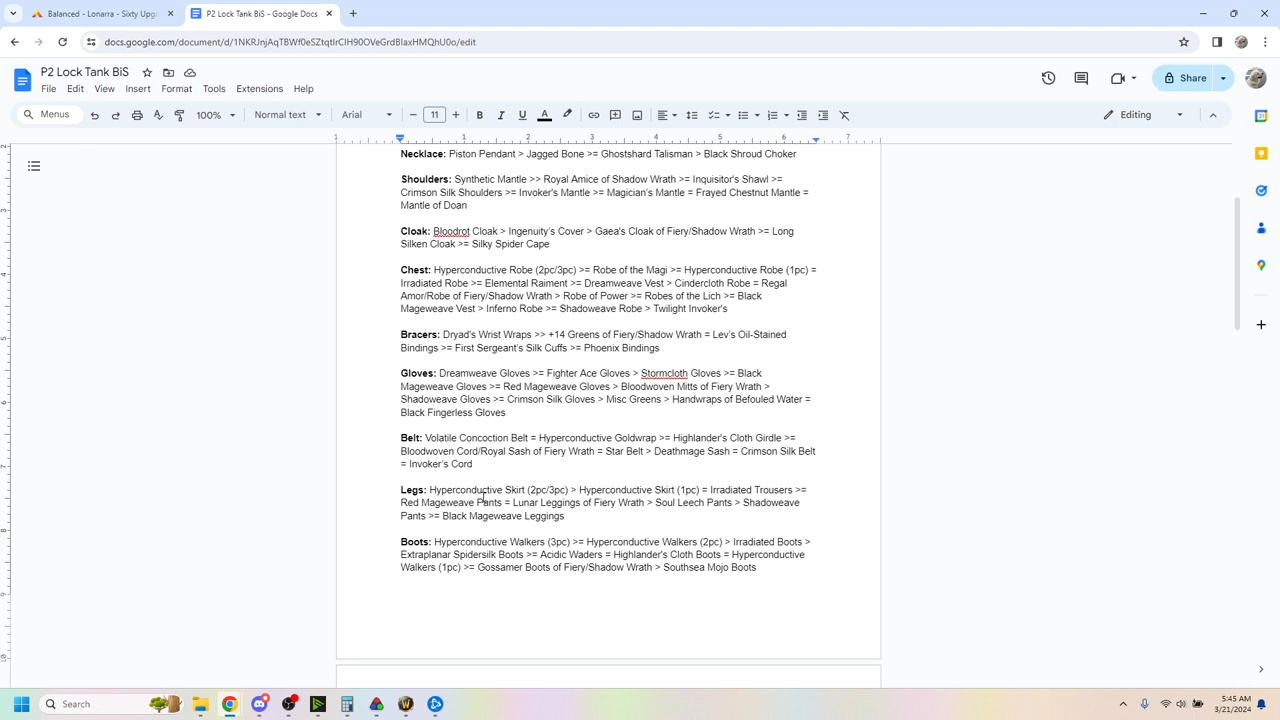 Balanced - Lonarra - Sixty Upg
P2 Lock Tank BiS - Google Docs
docs.google.com/document/d/1NKRJnjAqTBWf0eSZtqtIrCIH90OVeGrdBlaxHMQhU0o/edit
P2 Lock Tank BiS
File Edit View Insert Format Tools Extensions Help
Share
Menus 100% Normal text Arial 11 Editing
1 1 2 3 4 5 6 7
Necklace: Piston Pendant > Jagged Bone >= Ghostshard Talisman > Black Shroud Choker
Shoulders: Synthetic Mantle >> Royal Amice of Shadow Wrath >= Inquisitor's Shawl >=
Crimson Silk Shoulders >= Invoker's Mantle >= Magician's Mantle = Frayed Chestnut Mantle =
Mantle of Doan
Cloak: Bloodrot Cloak > Ingenuity's Cover > Gaea's Cloak of Fiery/Shadow Wrath >= Long
Silken Cloak >= Silky Spider Cape
Chest: Hyperconductive Robe (2pc/3pc) >= Robe of the Magi >= Hyperconductive Robe (1pc) =
Irradiated Robe >= Elemental Raiment >= Dreamweave Vest > Cindercloth Robe = Regal
Amor/Robe of Fiery/Shadow Wrath > Robe of Power >= Robes of the Lich >= Black
Mageweave Vest > Inferno Robe >= Shadoweave Robe > Twilight Invoker's
Bracers: Dryad's Wrist Wraps >> +14 Greens of Fiery/Shadow Wrath = Lev's Oil-Stained
Bindings >= First Sergeant's Silk Cuffs >= Phoenix Bindings
Gloves: Dreamweave Gloves >= Fighter Ace Gloves > Stormcloth Gloves >= Black
Mageweave Gloves >= Red Mageweave Gloves > Bloodwoven Mitts of Fiery Wrath >
Shadoweave Gloves >= Crimson Silk Gloves > Misc Greens > Handwraps of Befouled Water =
Black Fingerless Gloves
Belt: Volatile Concoction Belt = Hyperconductive Goldwrap >= Highlander's Cloth Girdle >=
Bloodwoven Cord/Royal Sash of Fiery Wrath = Star Belt > Deathmage Sash = Crimson Silk Belt
= Invoker's Cord
Legs: Hyperconductive Skirt (2pc/3pc) > Hyperconductive Skirt (1pc) = Irradiated Trousers >=
Red Mageweave Pants = Lunar Leggings of Fiery Wrath > Soul Leech Pants > Shadoweave
Pants >= Black Mageweave Leggings
Boots: Hyperconductive Walkers (3pc) >= Hyperconductive Walkers (2pc) > Irradiated Boots >
Extraplanar Spidersilk Boots >= Acidic Waders = Highlander's Cloth Boots = Hyperconductive
Walkers (1pc) >= Gossamer Boots of Fiery/Shadow Wrath > Southsea Mojo Boots
Search
5:45 AM
3/21/2024